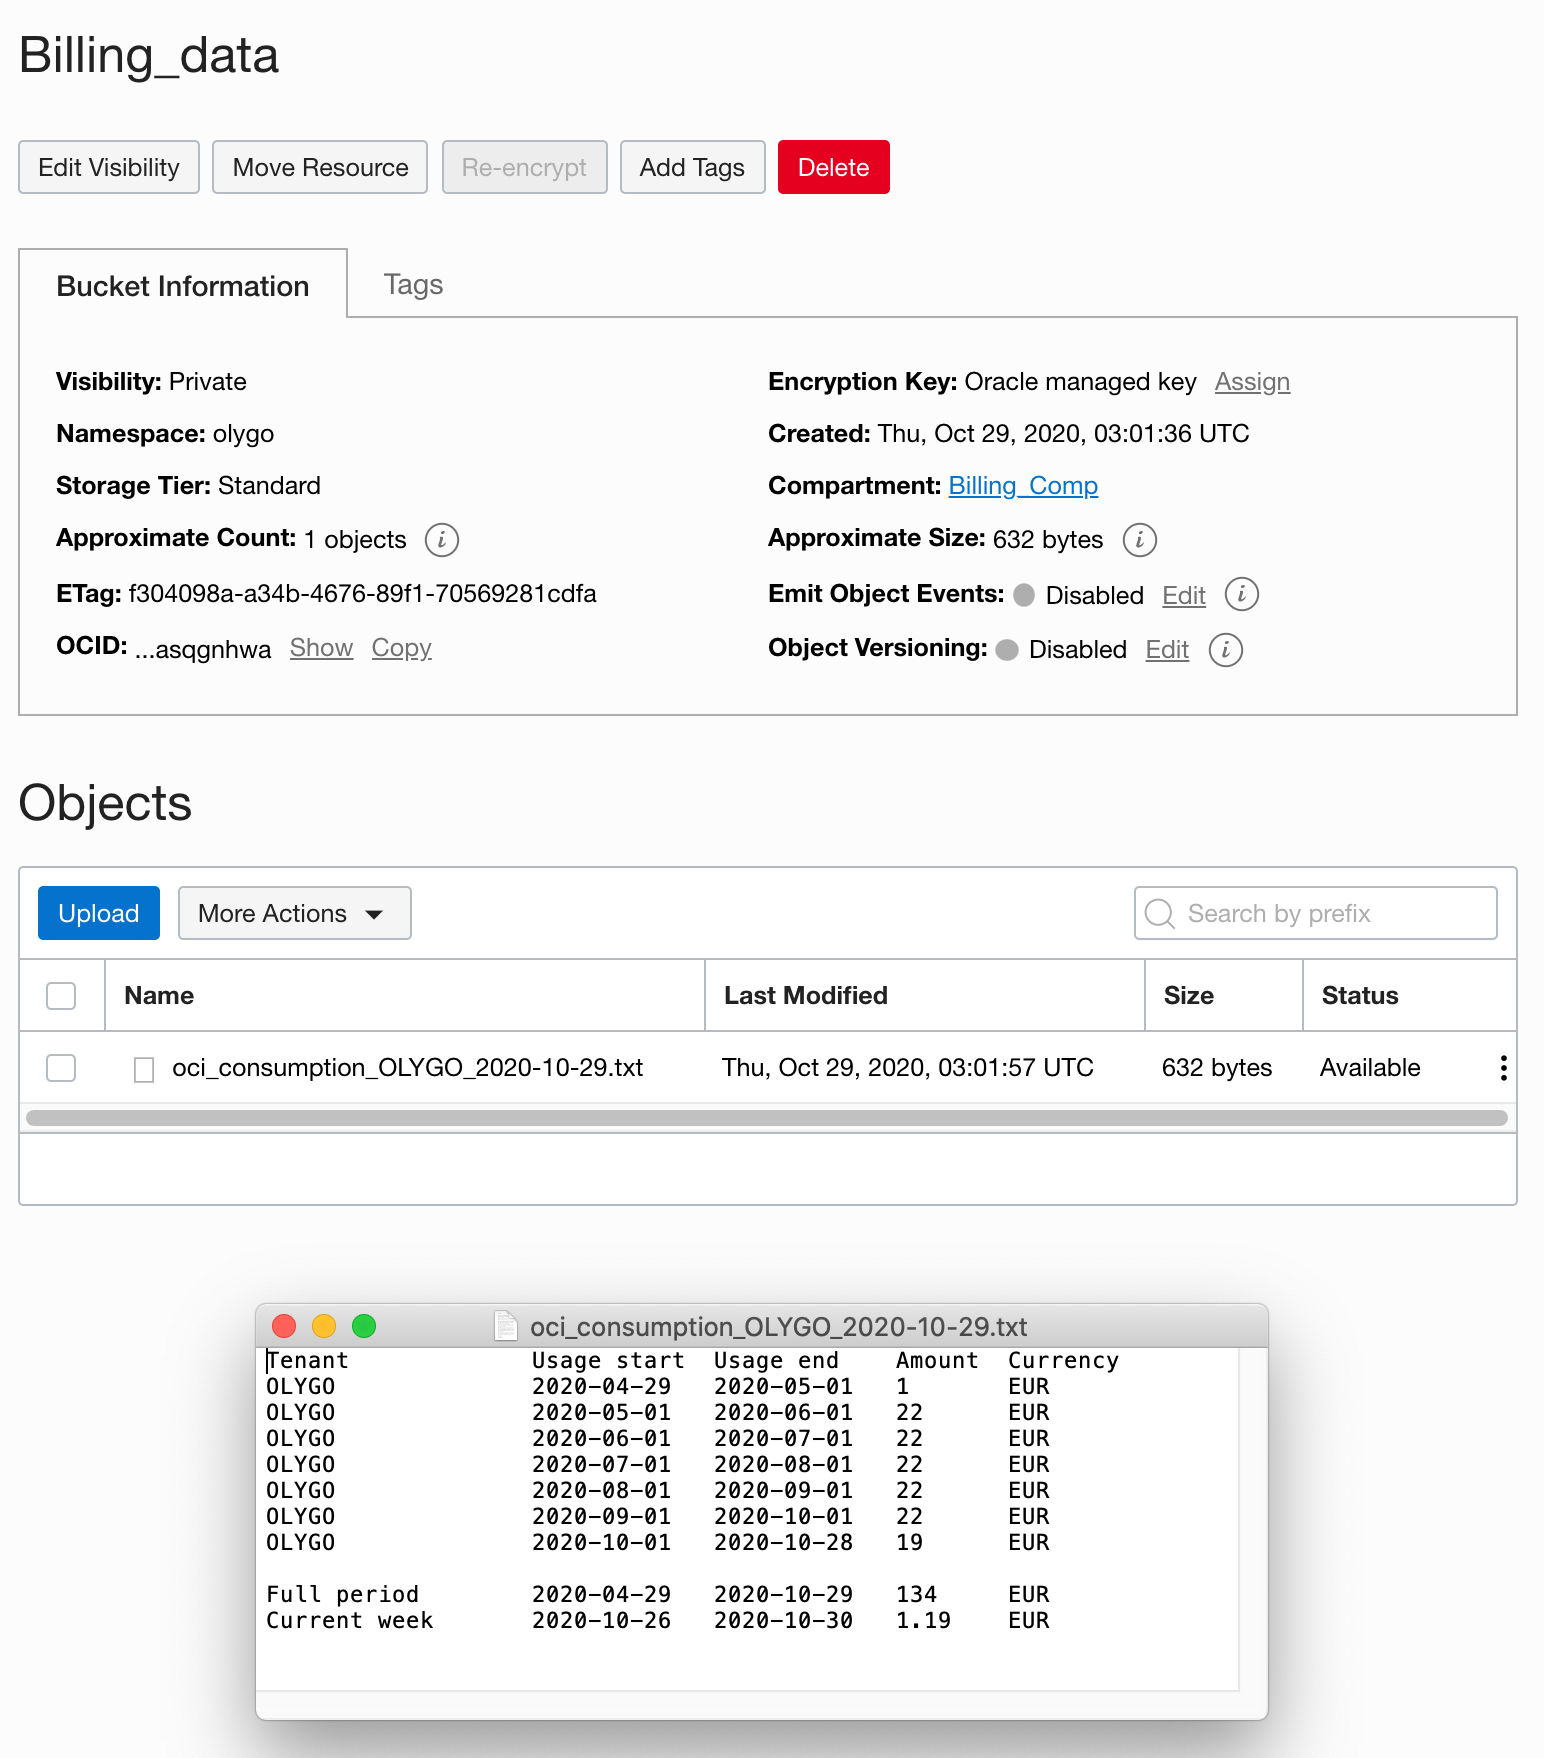 Billing_data
Edit Visibility Move Resource Re-encrypt Add Tags Delete
Bucket Information Tags
Visibility: Private
Namespace: olygo
Storage Tier: Standard
Approximate Count: 1 objects i
ETag: f304098a-a34b-4676-89f1-70569281cdfa
OCID: ...asqgnhwa Show Copy
Encryption Key: Oracle managed key Assign
Created: Thu, Oct 29, 2020, 03:01:36 UTC
Compartment: Billing_Comp
Approximate Size: 632 bytes i
Emit Object Events: Disabled Edit i
Object Versioning: Disabled Edit i
Objects
Upload More Actions Search by prefix
Name Last Modified Size Status
oci_consumption_OLYGO_2020-10-29.txt Thu, Oct 29, 2020, 03:01:57 UTC 632 bytes Available
oci_consumption_OLYGO_2020-10-29.txt
Tenant Usage start Usage end Amount Currency
OLYGO 2020-04-29 2020-05-01 1 EUR
OLYGO 2020-05-01 2020-06-01 22 EUR
OLYGO 2020-06-01 2020-07-01 22 EUR
OLYGO 2020-07-01 2020-08-01 22 EUR
OLYGO 2020-08-01 2020-09-01 22 EUR
OLYGO 2020-09-01 2020-10-01 22 EUR
OLYGO 2020-10-01 2020-10-28 19 EUR
Full period 2020-04-29 2020-10-29 134 EUR
Current week 2020-10-26 2020-10-30 1.19 EUR